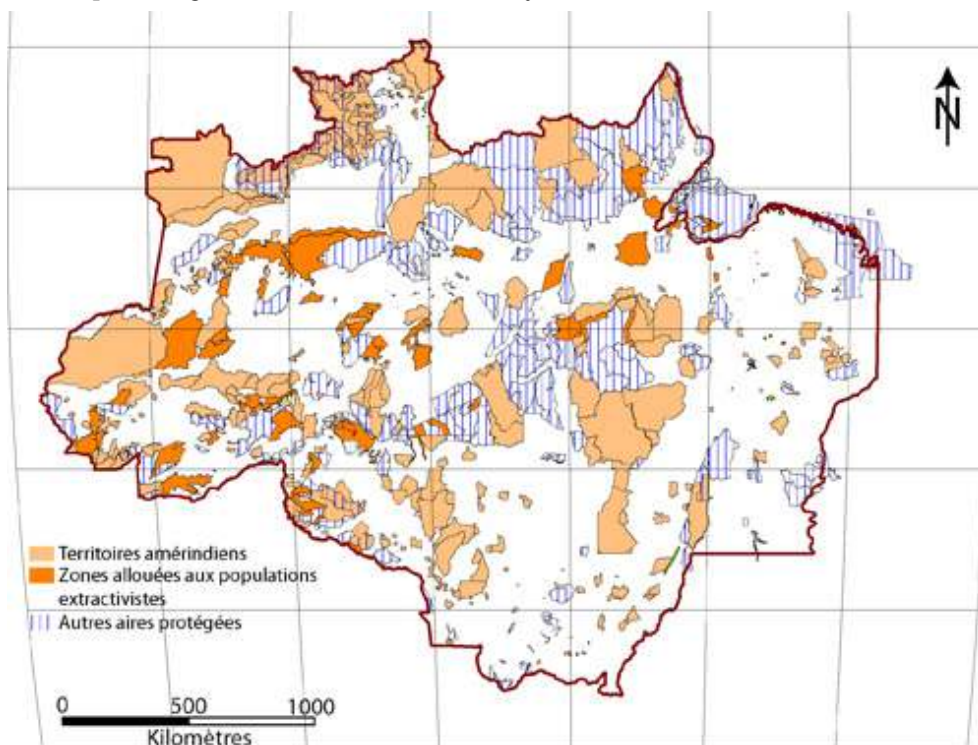 N
Territoires amérindiens
Zones allouées aux populations
extractivistes
Autres aires protégées
0 500 1000
Kilomètres